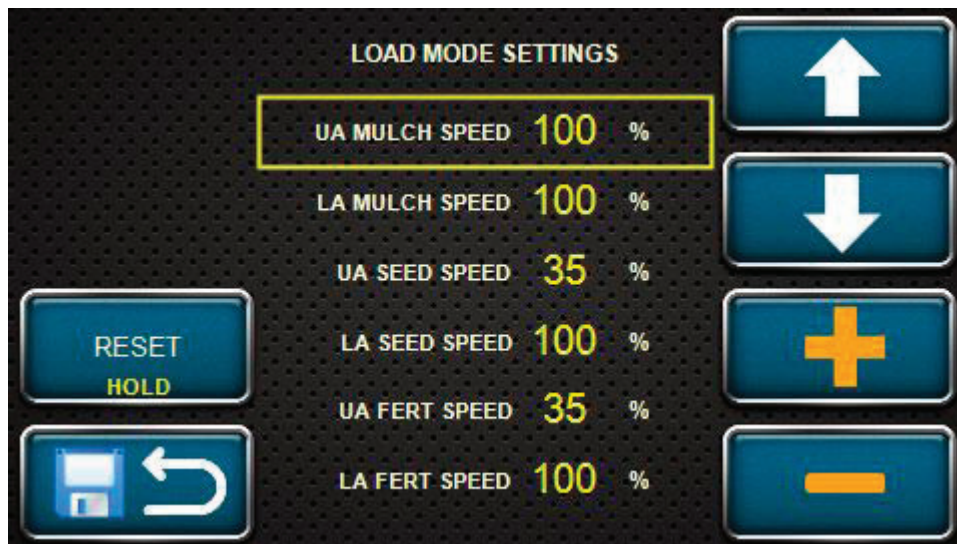 LOAD MODE SETTINGS
UA MULCH SPEED 100 %
LA MULCH SPEED 100 %
UA SEED SPEED 35 %
LA SEED SPEED 100 %
UA FERT SPEED 35 %
LA FERT SPEED 100 %
RESET
HOLD